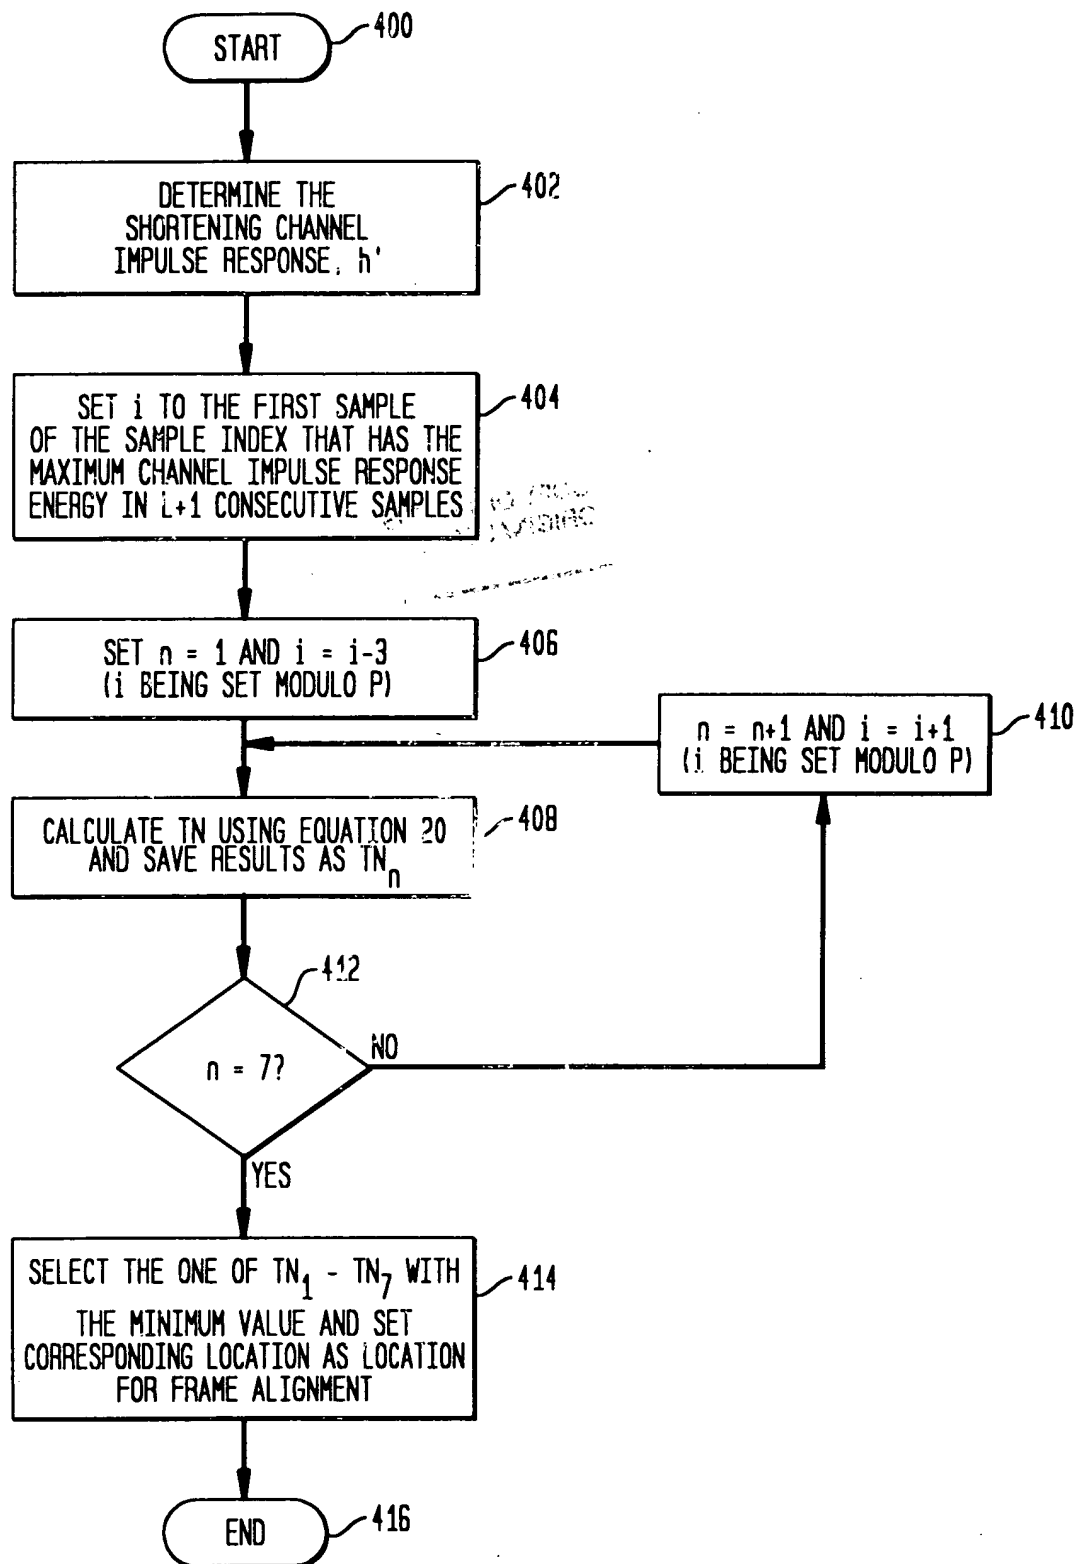 START
400
DETERMINE THE
SHORTENING CHANNEL
IMPULSE RESPONSE, h'
402
SET i TO THE FIRST SAMPLE
OF THE SAMPLE INDEX THAT HAS THE
MAXIMUM CHANNEL IMPULSE RESPONSE
ENERGY IN L+1 CONSECUTIVE SAMPLES
404
SET n = 1 AND i = i-3
(i BEING SET MODULO P)
406
n = n+1 AND i = i+1
(i BEING SET MODULO P)
410
CALCULATE TN USING EQUATION 20
AND SAVE RESULTS AS TNn
408
412
n = 7?
NO
YES
SELECT THE ONE OF TN1 - TN7 WITH
THE MINIMUM VALUE AND SET
CORRESPONDING LOCATION AS LOCATION
FOR FRAME ALIGNMENT
414
END
416